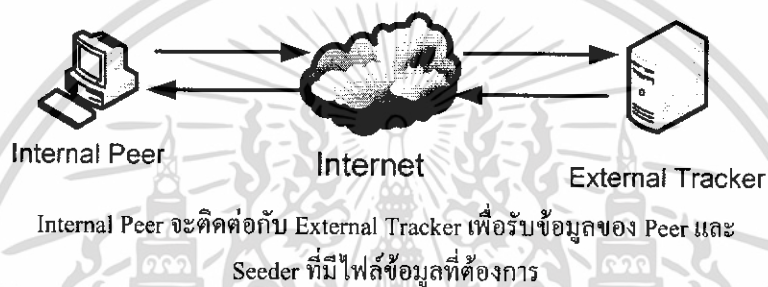 Internal Peer
Internet
External Tracker
Internal Peer จะติดต่อกับ External Tracker เพื่อรับข้อมูลของ Peer และ
Seeder ที่มีไฟล์ข้อมูลที่ต้องการ